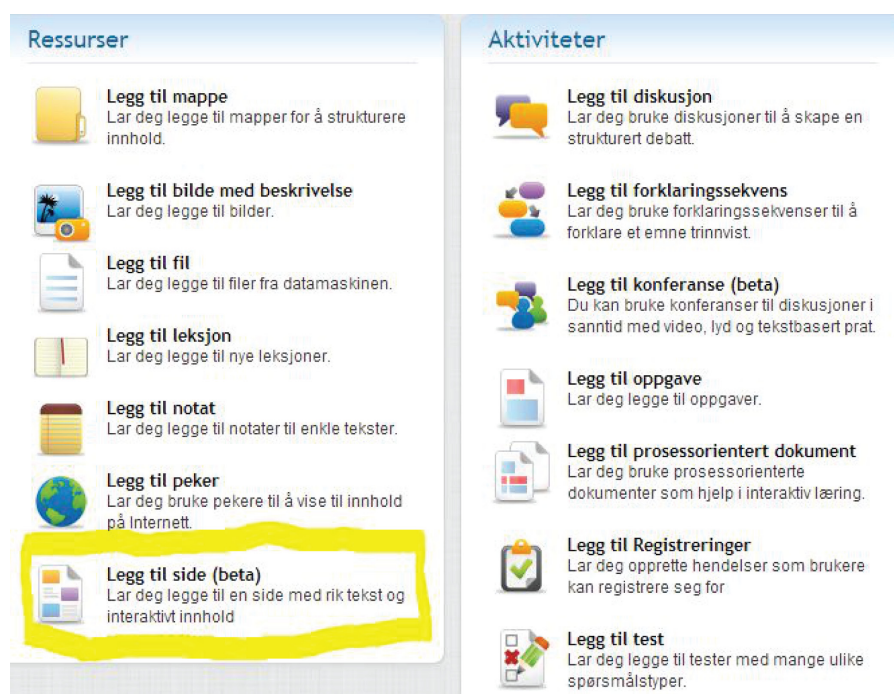 Ressurser
Legg til mappe
Lar deg legge til mapper for å strukturere
innhold.
Legg til bilde med beskrivelse
Lar deg legge til bilder.
Legg til fil
Lar deg legge til filer fra datamaskinen.
Legg til leksjon
Lar deg legge til nye leksjoner.
Legg til notat
Lar deg legge til notater til enkle tekster.
Legg til peker
Lar deg bruke pekere til å vise til innhold
på Internett.
Legg til side (beta)
Lar deg legge til en side med rik tekst og
interaktivt innhold
Aktiviteter
Legg til diskusjon
Lar deg bruke diskusjoner til å skape en
strukturert debatt.
Legg til forklaringssekvens
Lar deg bruke forklaringssekvenser til å
forklare et emne trinnvist.
Legg til konferanse (beta)
Du kan bruke konferanser til diskusjoner i
sanntid med video, lyd og tekstbasert prat.
Legg til oppgave
Lar deg legge til oppgaver.
Legg til prosessorientert dokument
Lar deg bruke prosessorienterte
dokumenter som hjelp i interaktiv læring.
Legg til Registreringer
Lar deg opprette hendelser som brukere
kan registrere seg for
Legg til test
Lar deg legge til tester med mange ulike
spørsmålstyper.